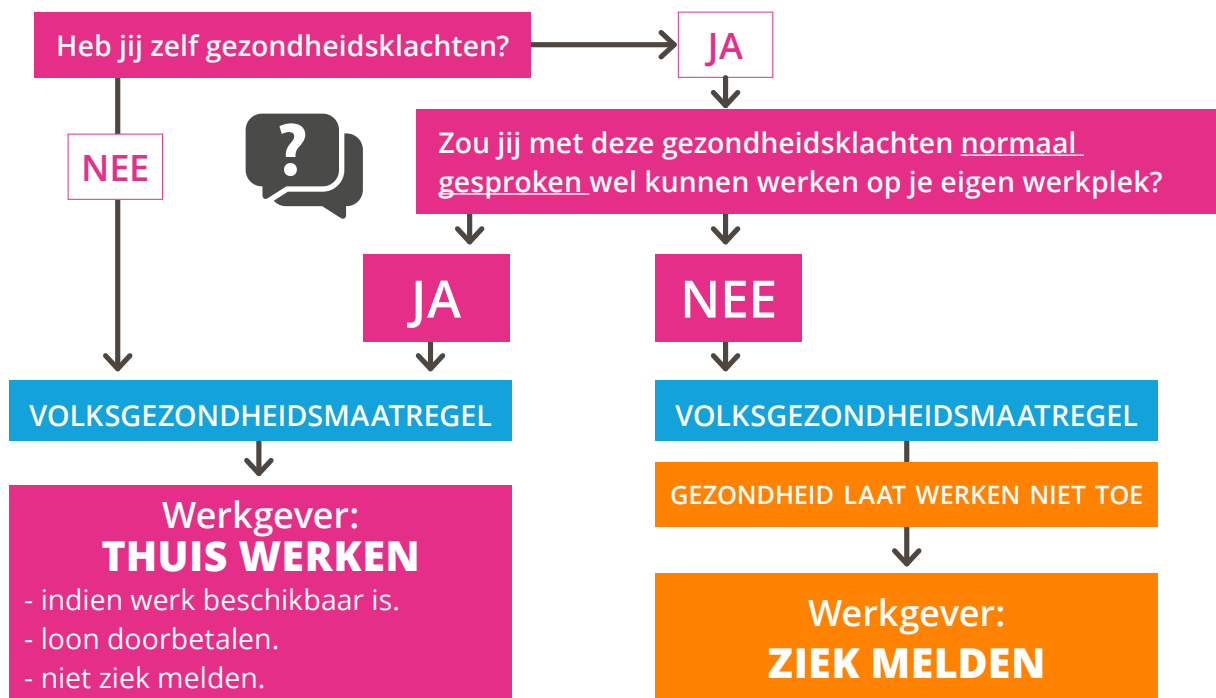 Heb jij zelf gezondheidsklachten?
JA
NEE
?
Zou jij met deze gezondheidsklachten normaal
gesproken wel kunnen werken op je eigen werkplek?
JA
NEE
VOLKSGEZONDHEIDSMAATREGEL
VOLKSGEZONDHEIDSMAATREGEL
GEZONDHEID LAAT WERKEN NIET TOE
Werkgever:
THUIS WERKEN
- indien werk beschikbaar is.
- loon doorbetalen.
- niet ziek melden.
Werkgever:
ZIEK MELDEN